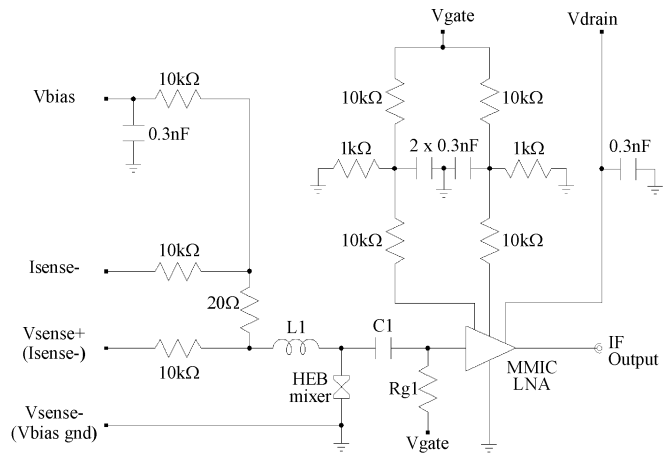 Vgate
Vdrain
10kΩ
Vbias
0.3nF
10kΩ
10kΩ
1kΩ
2 x 0.3nF
1kΩ
0.3nF
10kΩ
10kΩ
10kΩ
Isense-
20Ω
Vsense+
(Isense-)
10kΩ
L1
C1
HEB
mixer
Rg1
Vgate
MMIC
LNA
IF
Output
Vsense-
(Vbias gnd)